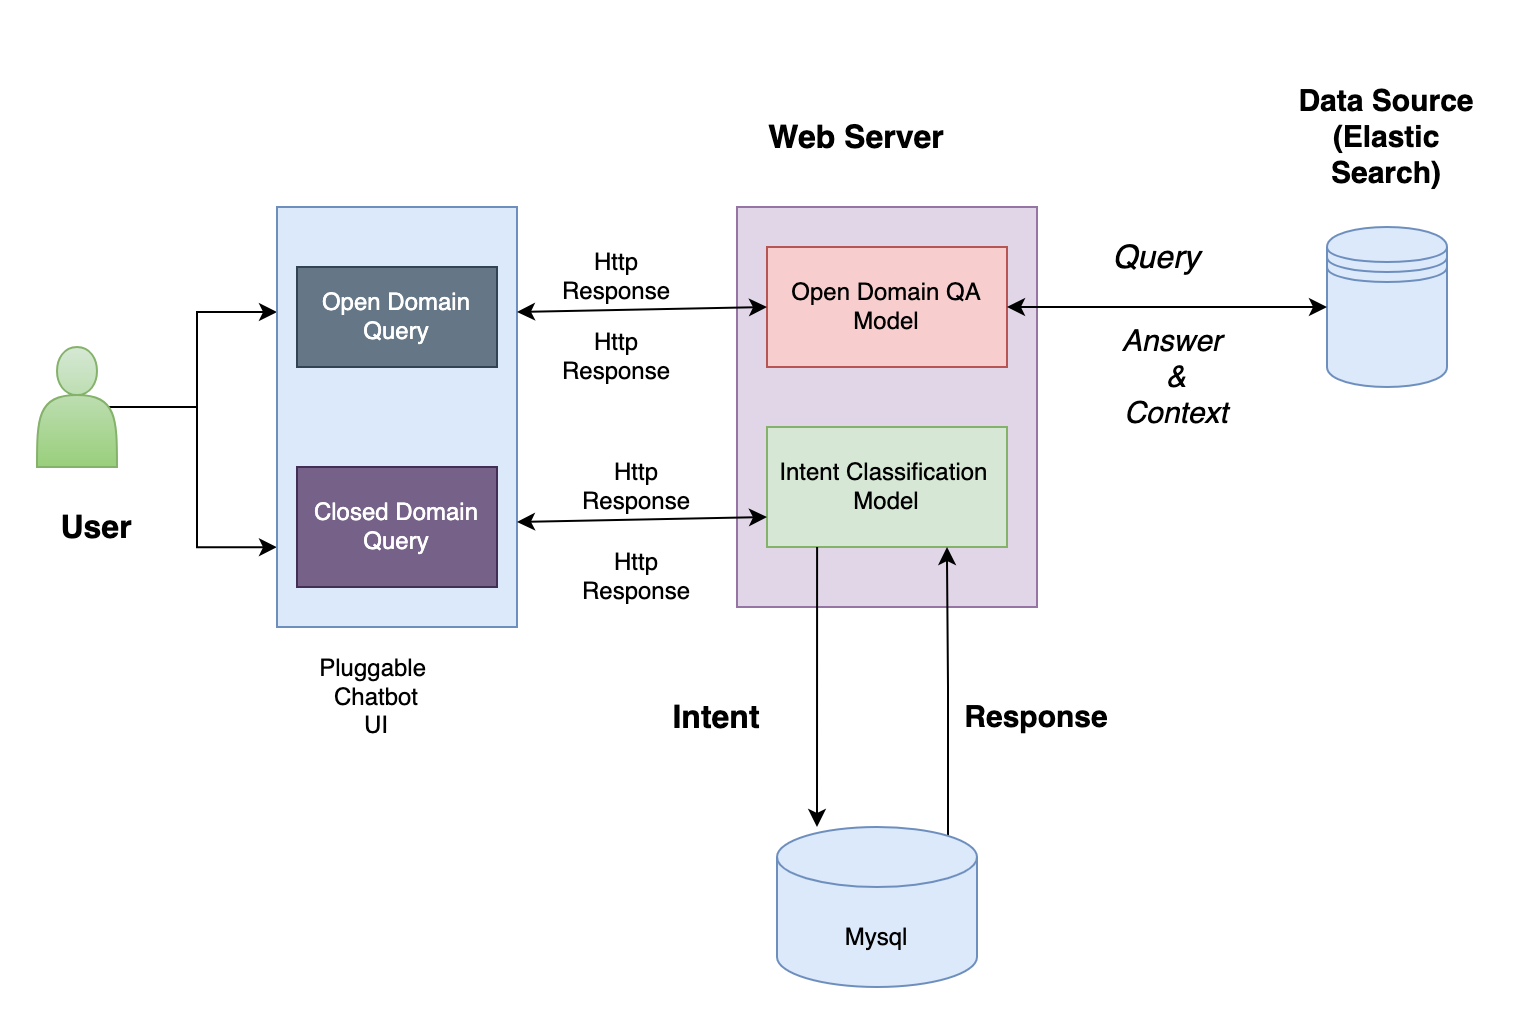 Data Source
(Elastic
Search)
Web Server
Http
Response
Http
Response
Open Domain
Query
Open Domain QA
Model
Query
Answer
&
Context
User
Closed Domain
Query
Http
Response
Http
Response
Intent Classification
Model
Pluggable
Chatbot
UI
Intent
Response
Mysql